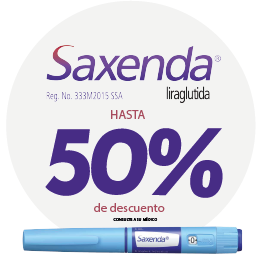 Saxenda®
Reg. No. 333M2015 SSA
liraglutida
HASTA
50%
de descuento
CONSULTE A SU MÉDICO
Saxenda®